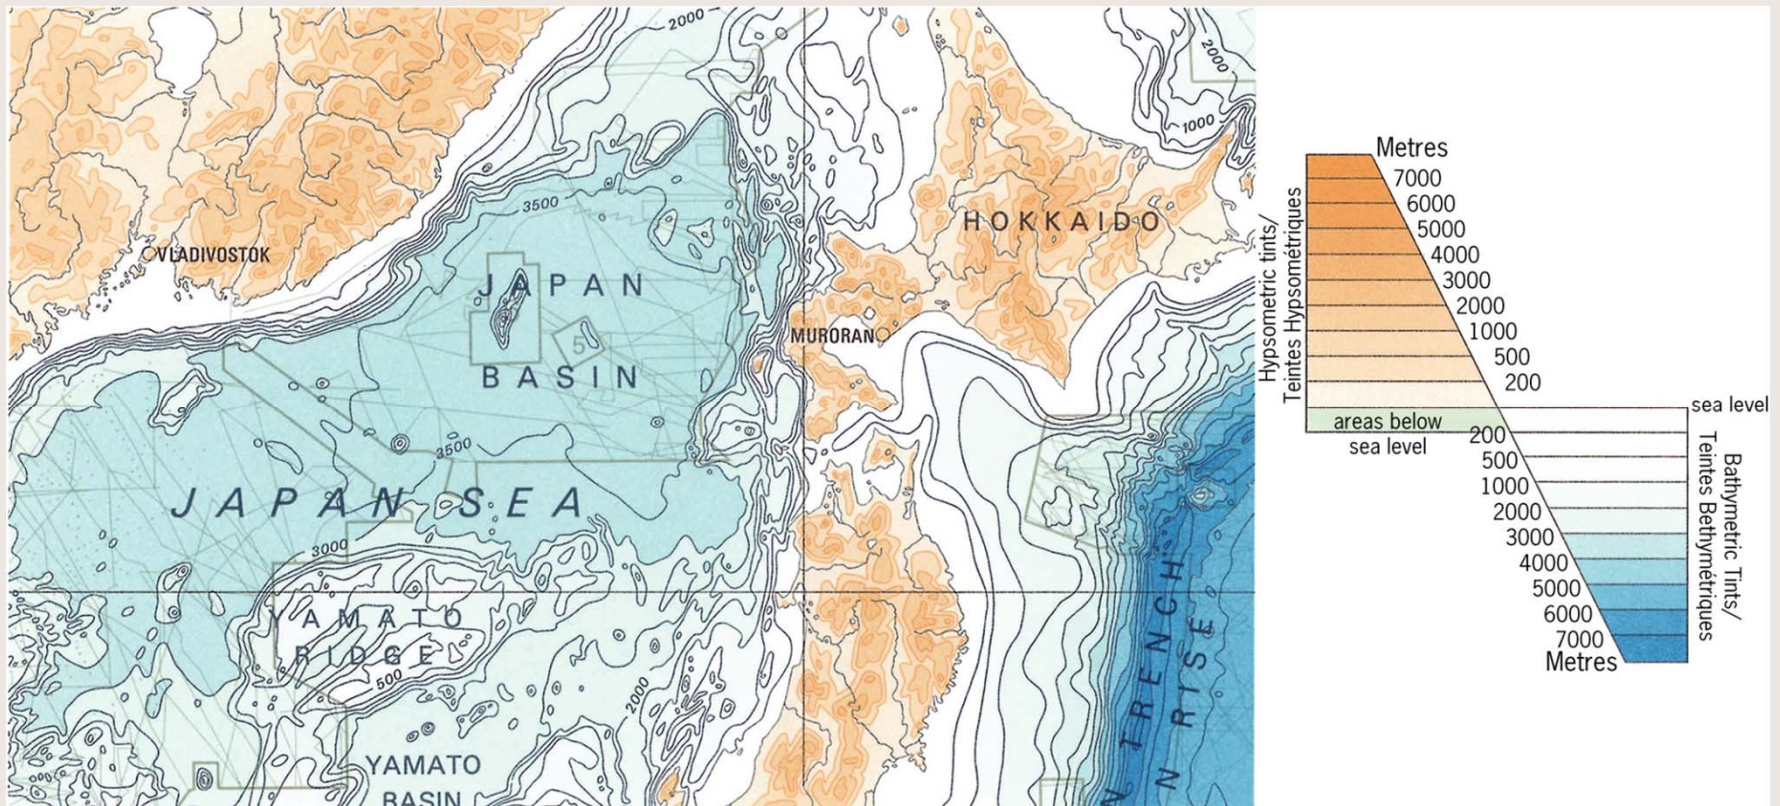 2000
2000
1000
3500
HOKKAIDO
VLADIVOSTOK
JAPAN
5
BASIN
MURORAN
3500
JAPAN SEA
3000
YAMATO
RIDGE
500
2000
YAMATO
BASIN
N TRENCH
N RISE
Metres
7000
6000
5000
4000
3000
2000
1000
500
200
Hypsometric tints/
Teintes Hypsométriques
areas below
sea level
sea level
200
500
1000
2000
3000
4000
5000
6000
7000
Metres
Bathymetric Tints/
Teintes Bethymétriques